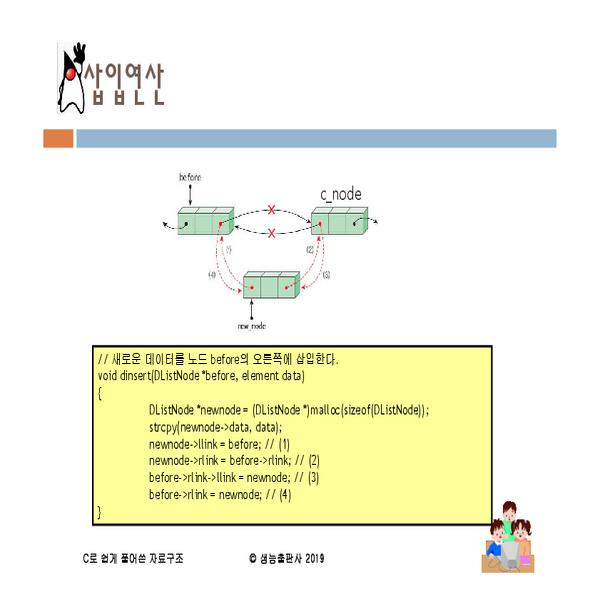 삽입연산
before
c_node
X
X
(1)
(2)
(4)
(3)
new_node
// 새로운 데이터를 노드 before의 오른쪽에 삽입한다.
void dinsert(DListNode *before, element data)
{
DListNode *newnode = (DListNode *)malloc(sizeof(DListNode));
strcpy(newnode->data, data);
newnode->llink = before; // (1)
newnode->rlink = before->rlink; // (2)
before->rlink->llink = newnode; // (3)
before->rlink = newnode; // (4)
}
C로 쉽게 풀어쓴 자료구조 © 생능출판사 2019